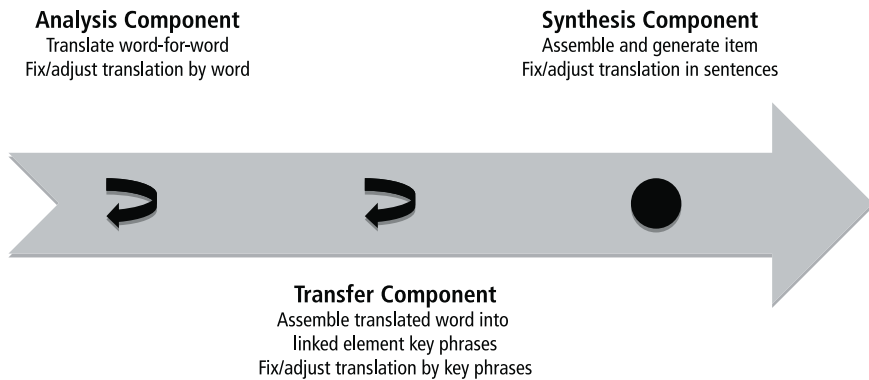 Analysis Component
Translate word-for-word
Fix/adjust translation by word
Synthesis Component
Assemble and generate item
Fix/adjust translation in sentences
Transfer Component
Assemble translated word into
linked element key phrases
Fix/adjust translation by key phrases